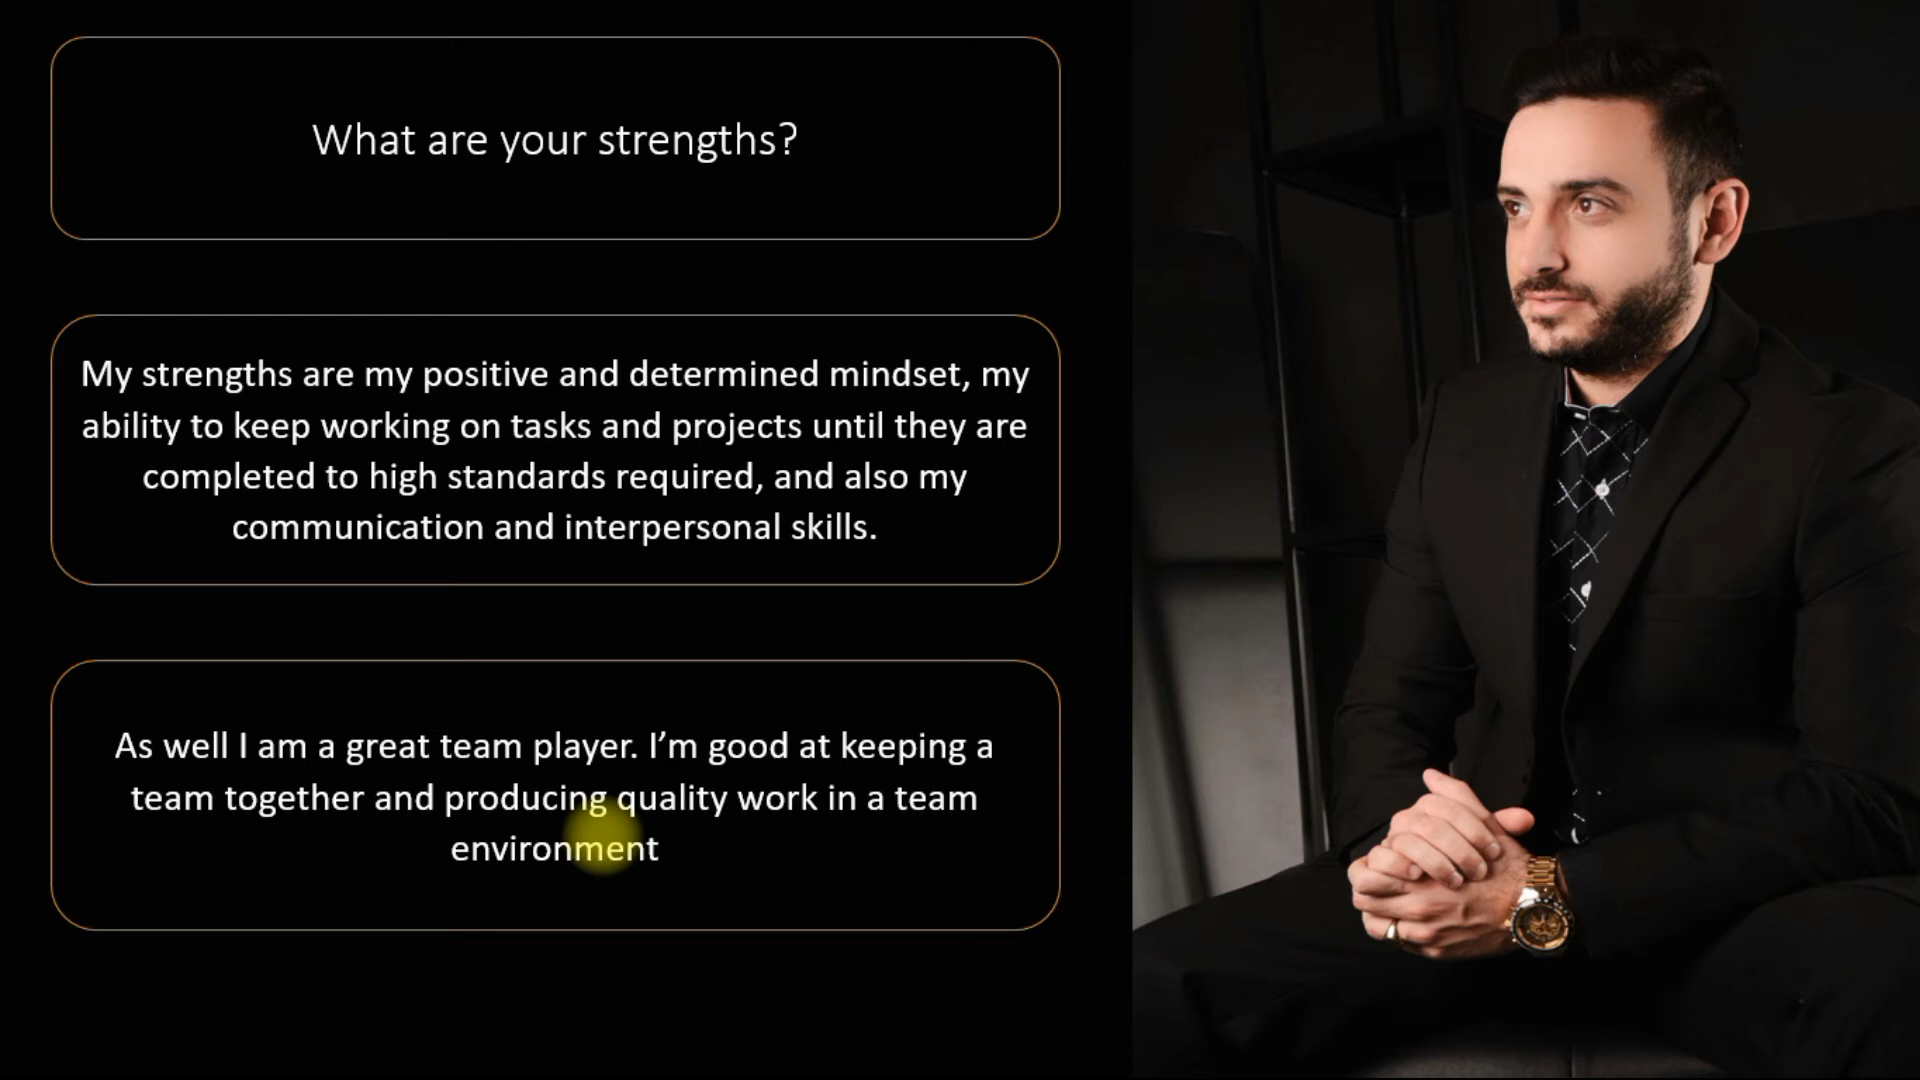 What are your strengths?
My strengths are my positive and determined mindset, my
ability to keep working on tasks and projects until they are
completed to high standards required, and also my
communication and interpersonal skills.
As well I am a great team player. I’m good at keeping a
team together and producing quality work in a team
environment